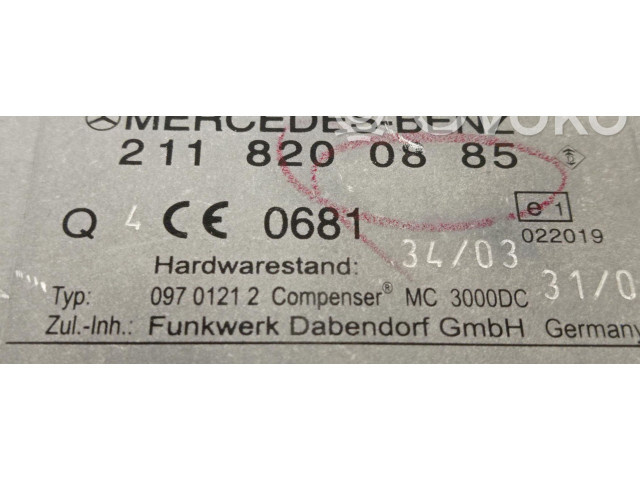 MERCEDES-BENZ
211 820 08 85
Q 4 CE 0681 e1
022019
Hardwarestand: 34/03
Typ: 097 0121 2 Compenser® MC 3000DC 31/0
Zul.-Inh.: Funkwerk Dabendorf GmbH Germany